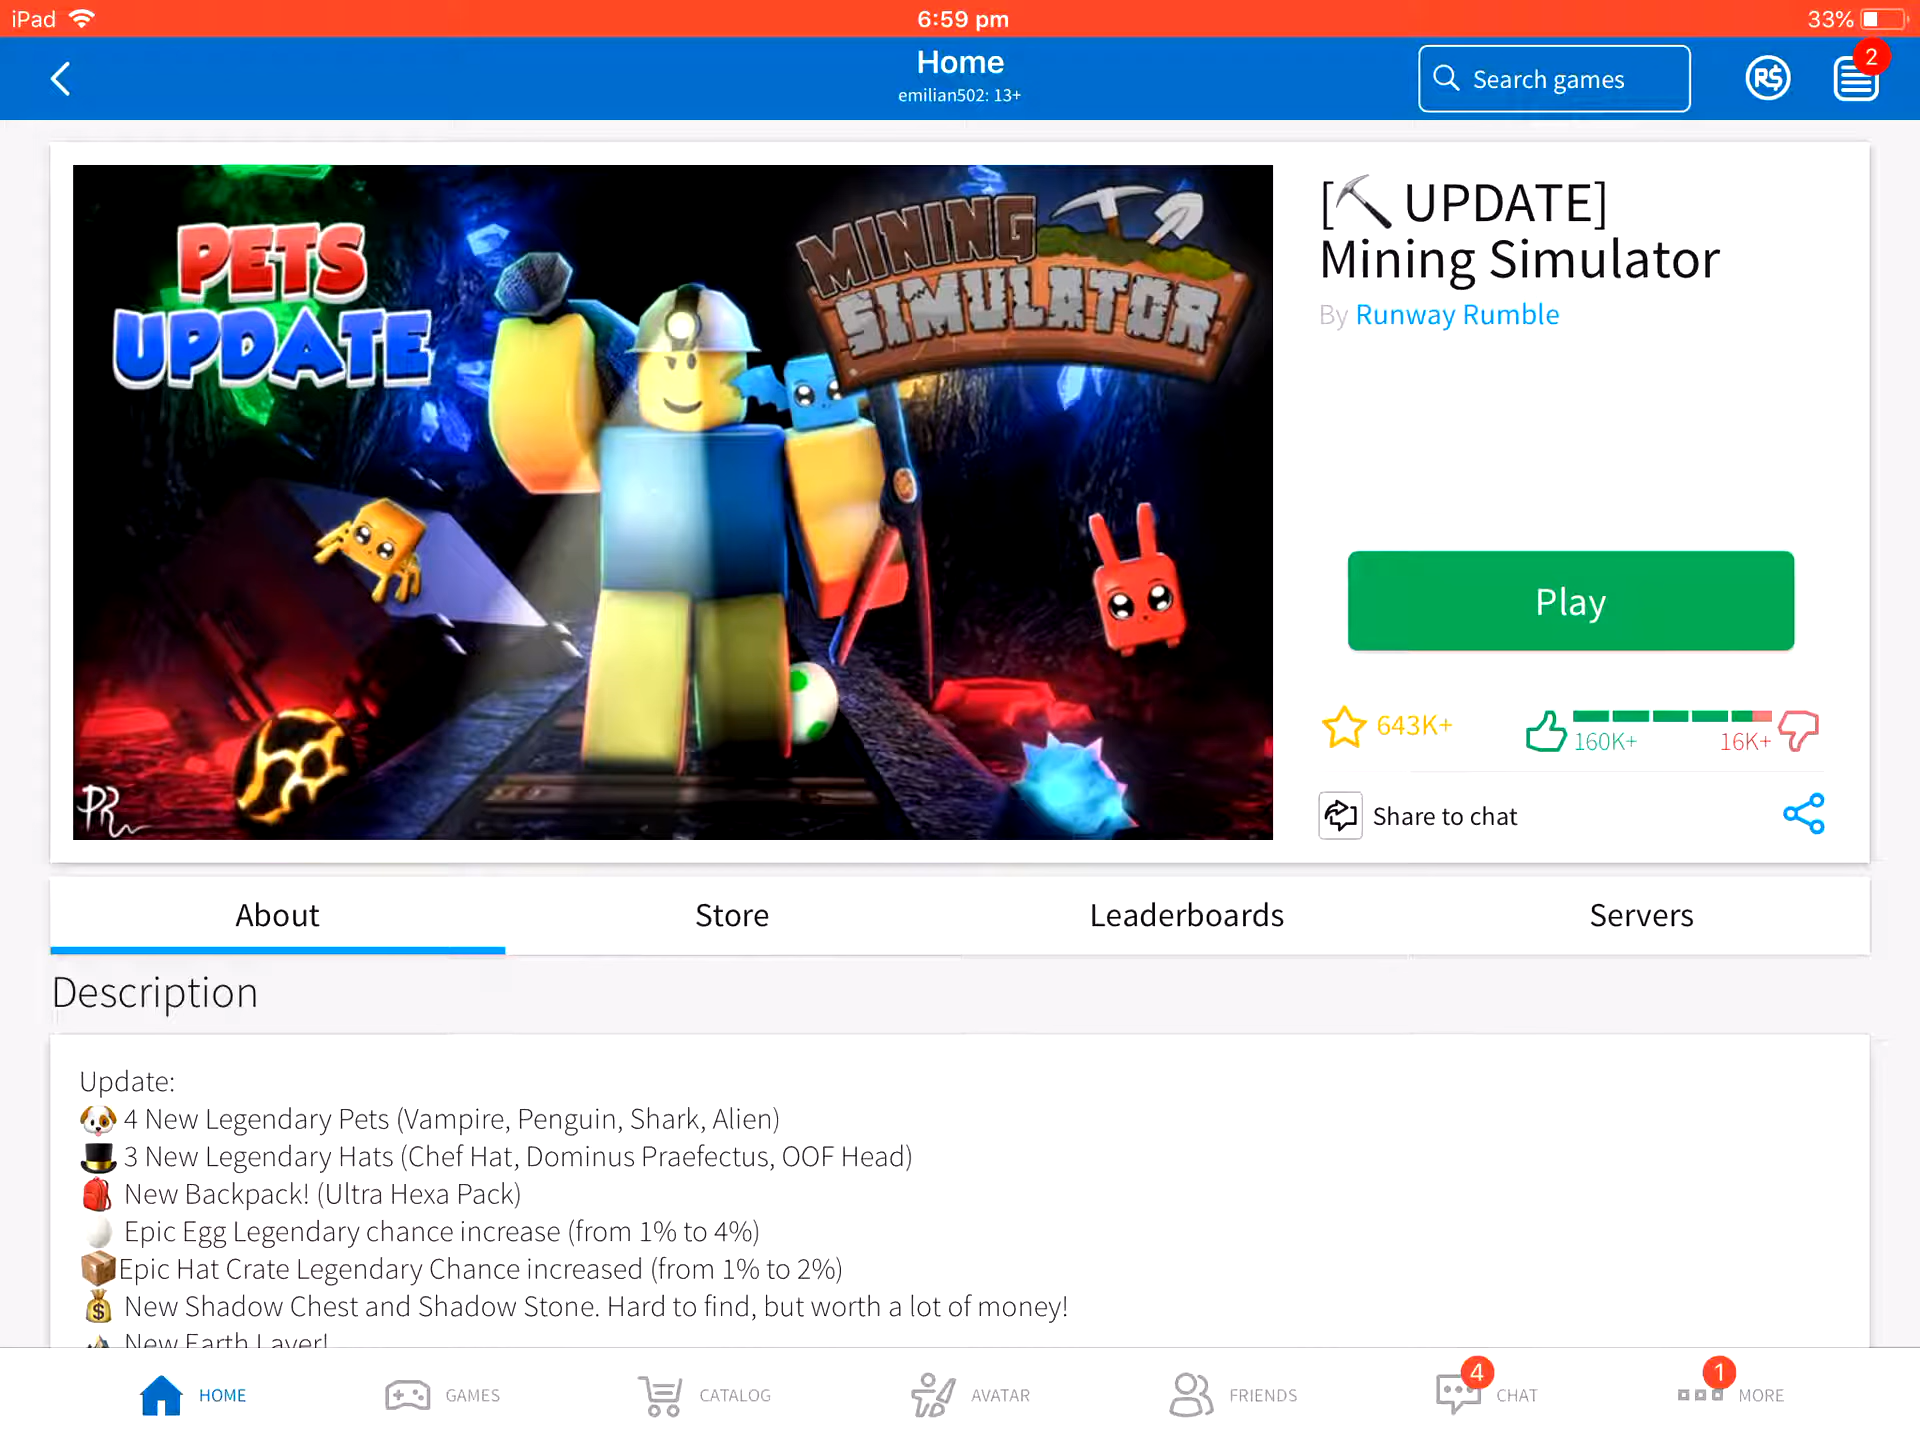 iPad 6:59 pm 33%
Home
emilian502: 13+
Search games
R$
2
PETS
UPDATE
MINING
SIMULATOR
PR
[⛏ UPDATE]
Mining Simulator
By Runway Rumble
Play
643K+
160K+ 16K+
Share to chat
About Store Leaderboards Servers
Description
Update:
🐶 4 New Legendary Pets (Vampire, Penguin, Shark, Alien)
🎩 3 New Legendary Hats (Chef Hat, Dominus Praefectus, OOF Head)
🎒 New Backpack! (Ultra Hexa Pack)
🥚 Epic Egg Legendary chance increase (from 1% to 4%)
📦Epic Hat Crate Legendary Chance increased (from 1% to 2%)
💰 New Shadow Chest and Shadow Stone. Hard to find, but worth a lot of money!
New Earth Layer!
HOME GAMES CATALOG AVATAR FRIENDS 4 CHAT 1 MORE